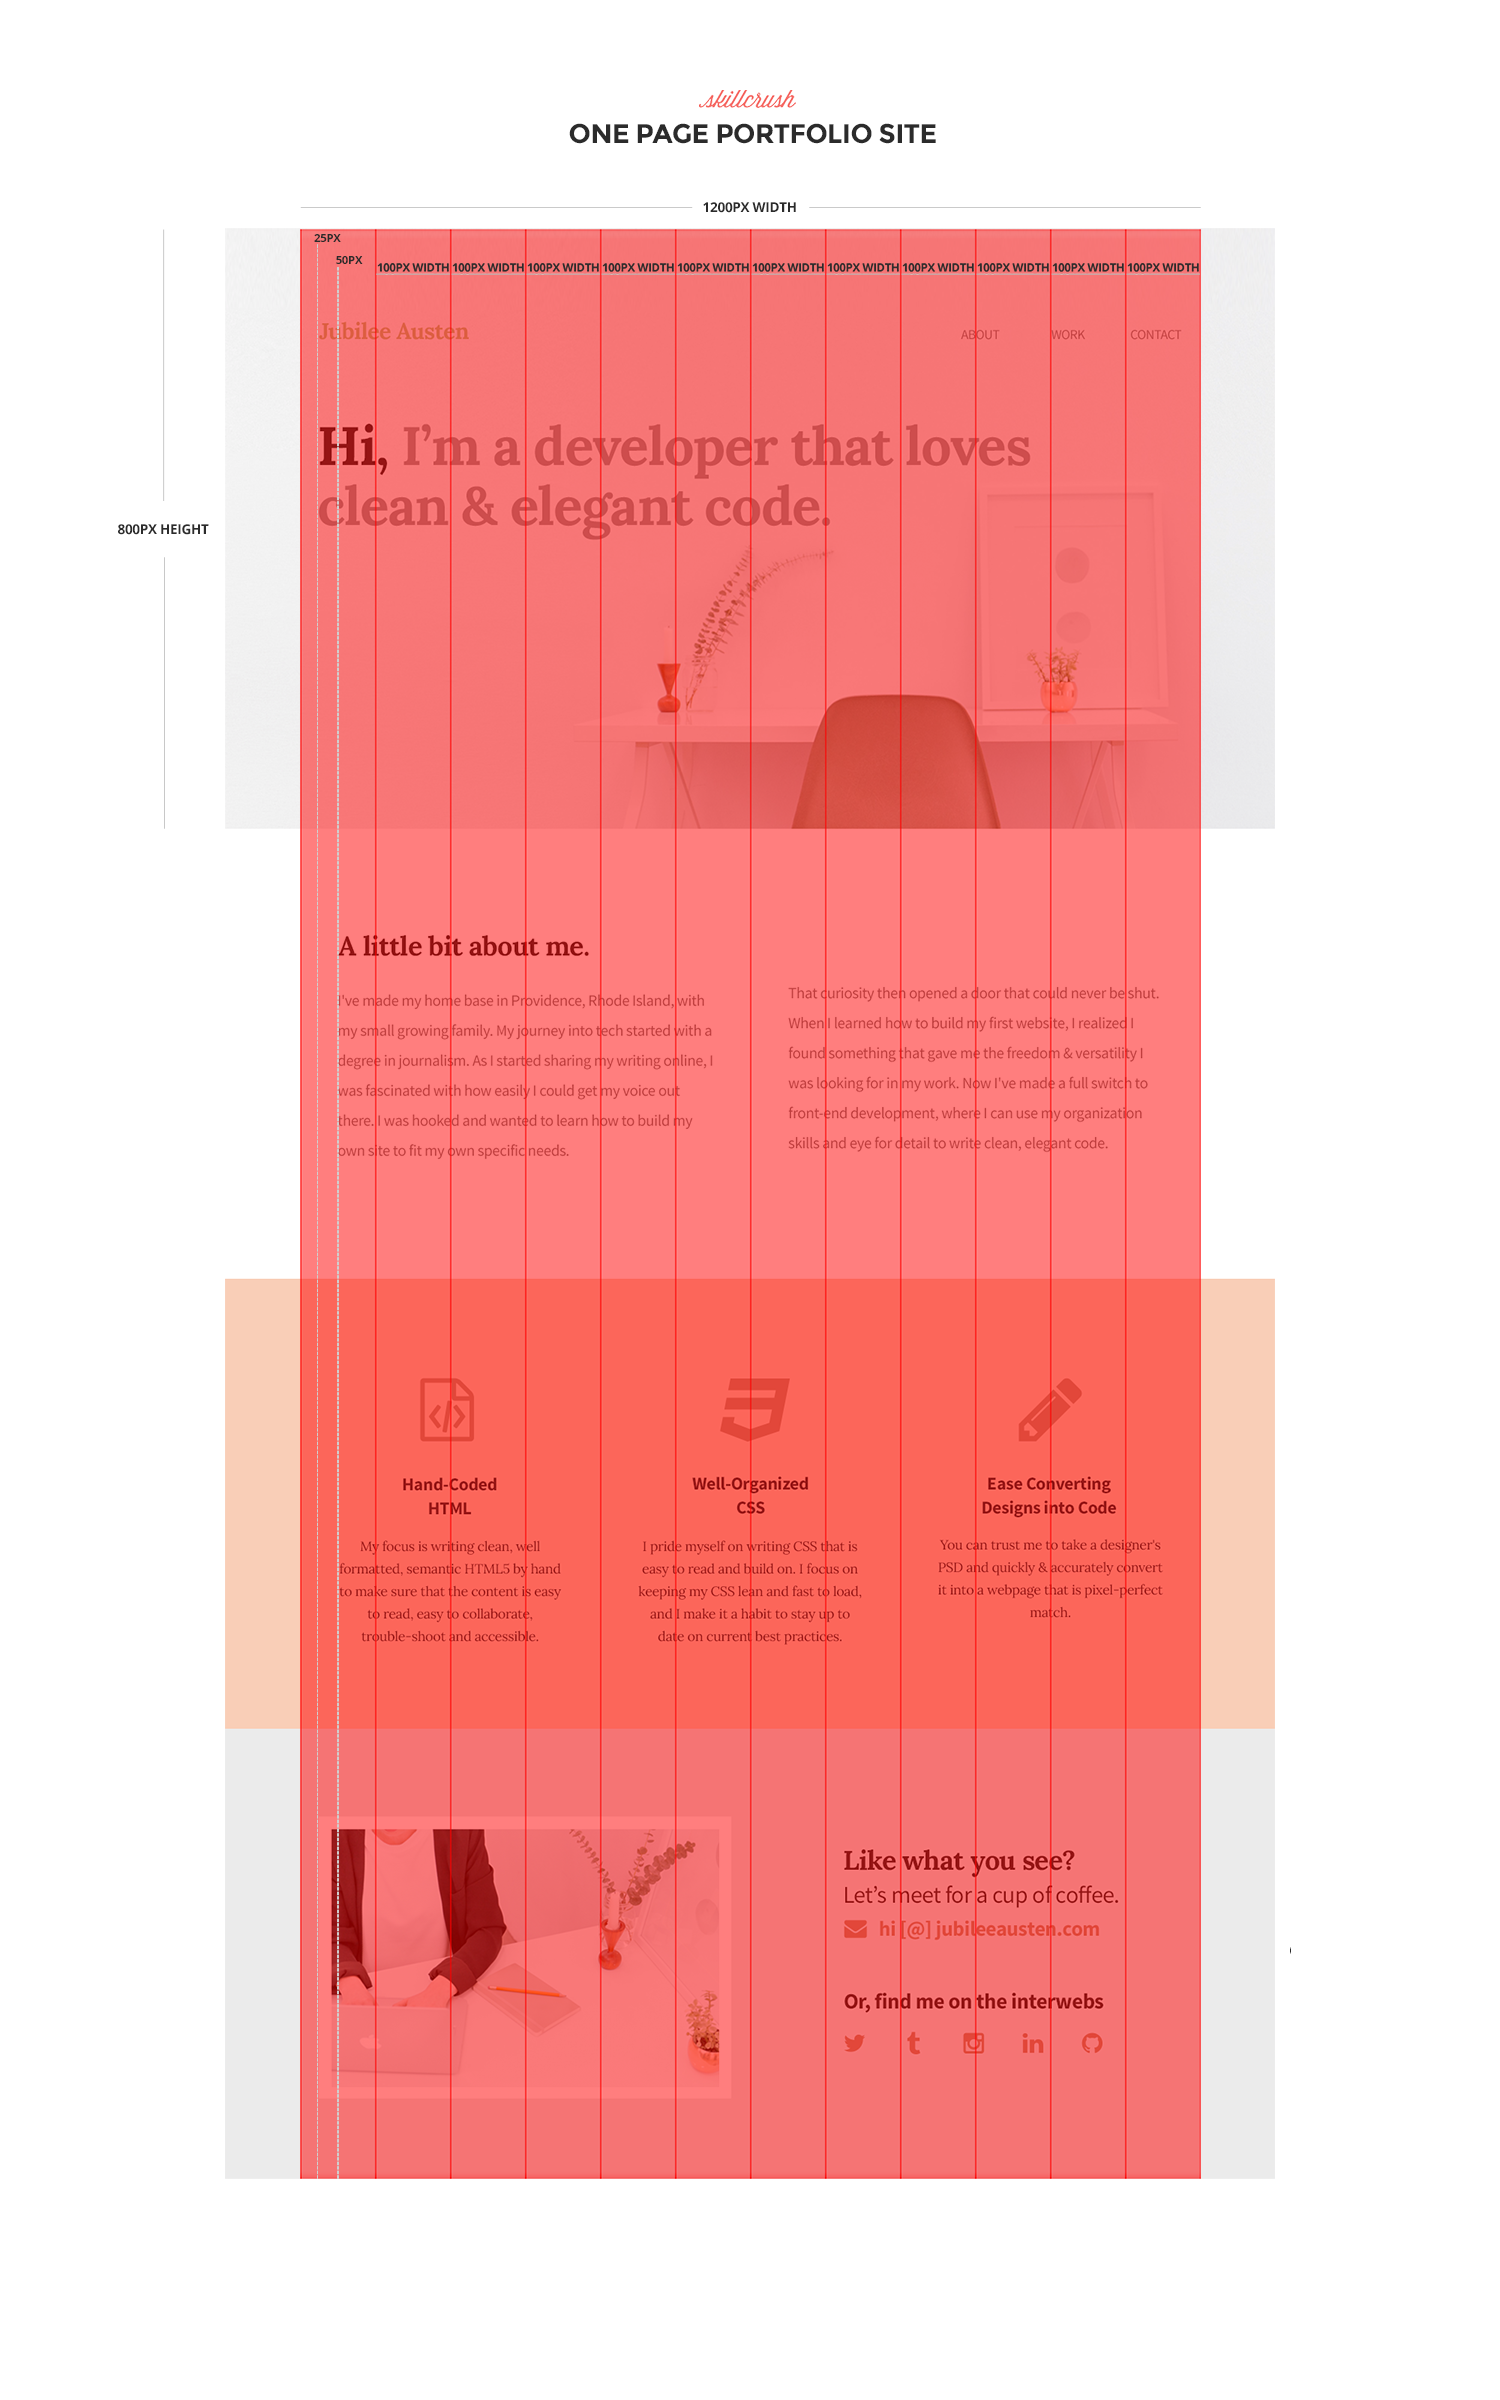 skillcrush
ONE PAGE PORTFOLIO SITE
1200PX WIDTH
25PX
50PX
100PX WIDTH 100PX WIDTH 100PX WIDTH 100PX WIDTH 100PX WIDTH 100PX WIDTH 100PX WIDTH 100PX WIDTH 100PX WIDTH 100PX WIDTH 100PX WIDTH
Jubilee Austen
ABOUT WORK CONTACT
Hi, I’m a developer that loves
clean & elegant code.
800PX HEIGHT
A little bit about me.
I've made my home base in Providence, Rhode Island, with
my small growing family. My journey into tech started with a
degree in journalism. As I started sharing my writing online, I
was fascinated with how easily I could get my voice out
there. I was hooked and wanted to learn how to build my
own site to fit my own specific needs.
That curiosity then opened a door that could never be shut.
When I learned how to build my first website, I realized I
found something that gave me the freedom & versatility I
was looking for in my work. Now I've made a full switch to
front-end development, where I can use my organization
skills and eye for detail to write clean, elegant code.
Hand-Coded
HTML
My focus is writing clean, well
formatted, semantic HTML5 by hand
to make sure that the content is easy
to read, easy to collaborate,
trouble-shoot and accessible.
Well-Organized
CSS
I pride myself on writing CSS that is
easy to read and build on. I focus on
keeping my CSS lean and fast to load,
and I make it a habit to stay up to
date on current best practices.
Ease Converting
Designs into Code
You can trust me to take a designer's
PSD and quickly & accurately convert
it into a webpage that is pixel-perfect
match.
Like what you see?
Let’s meet for a cup of coffee.
hi [@] jubileeausten.com
Or, find me on the interwebs